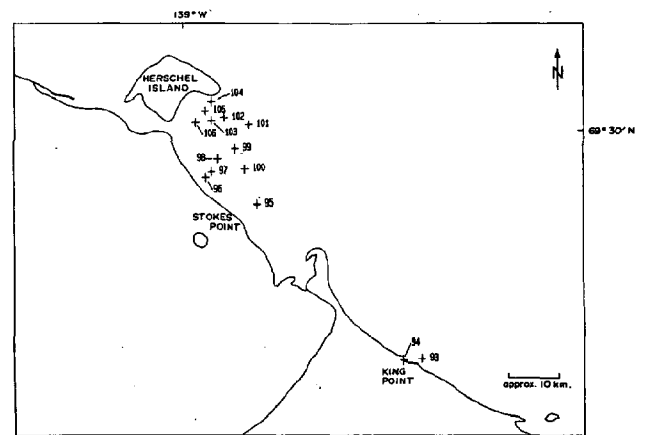 139° W
HERSCHEL
ISLAND
104
105
102
101
106
103
N
69° 30' N
99
98
97
100
96
95
STOKES
POINT
94
93
KING
POINT
approx. 10 km.